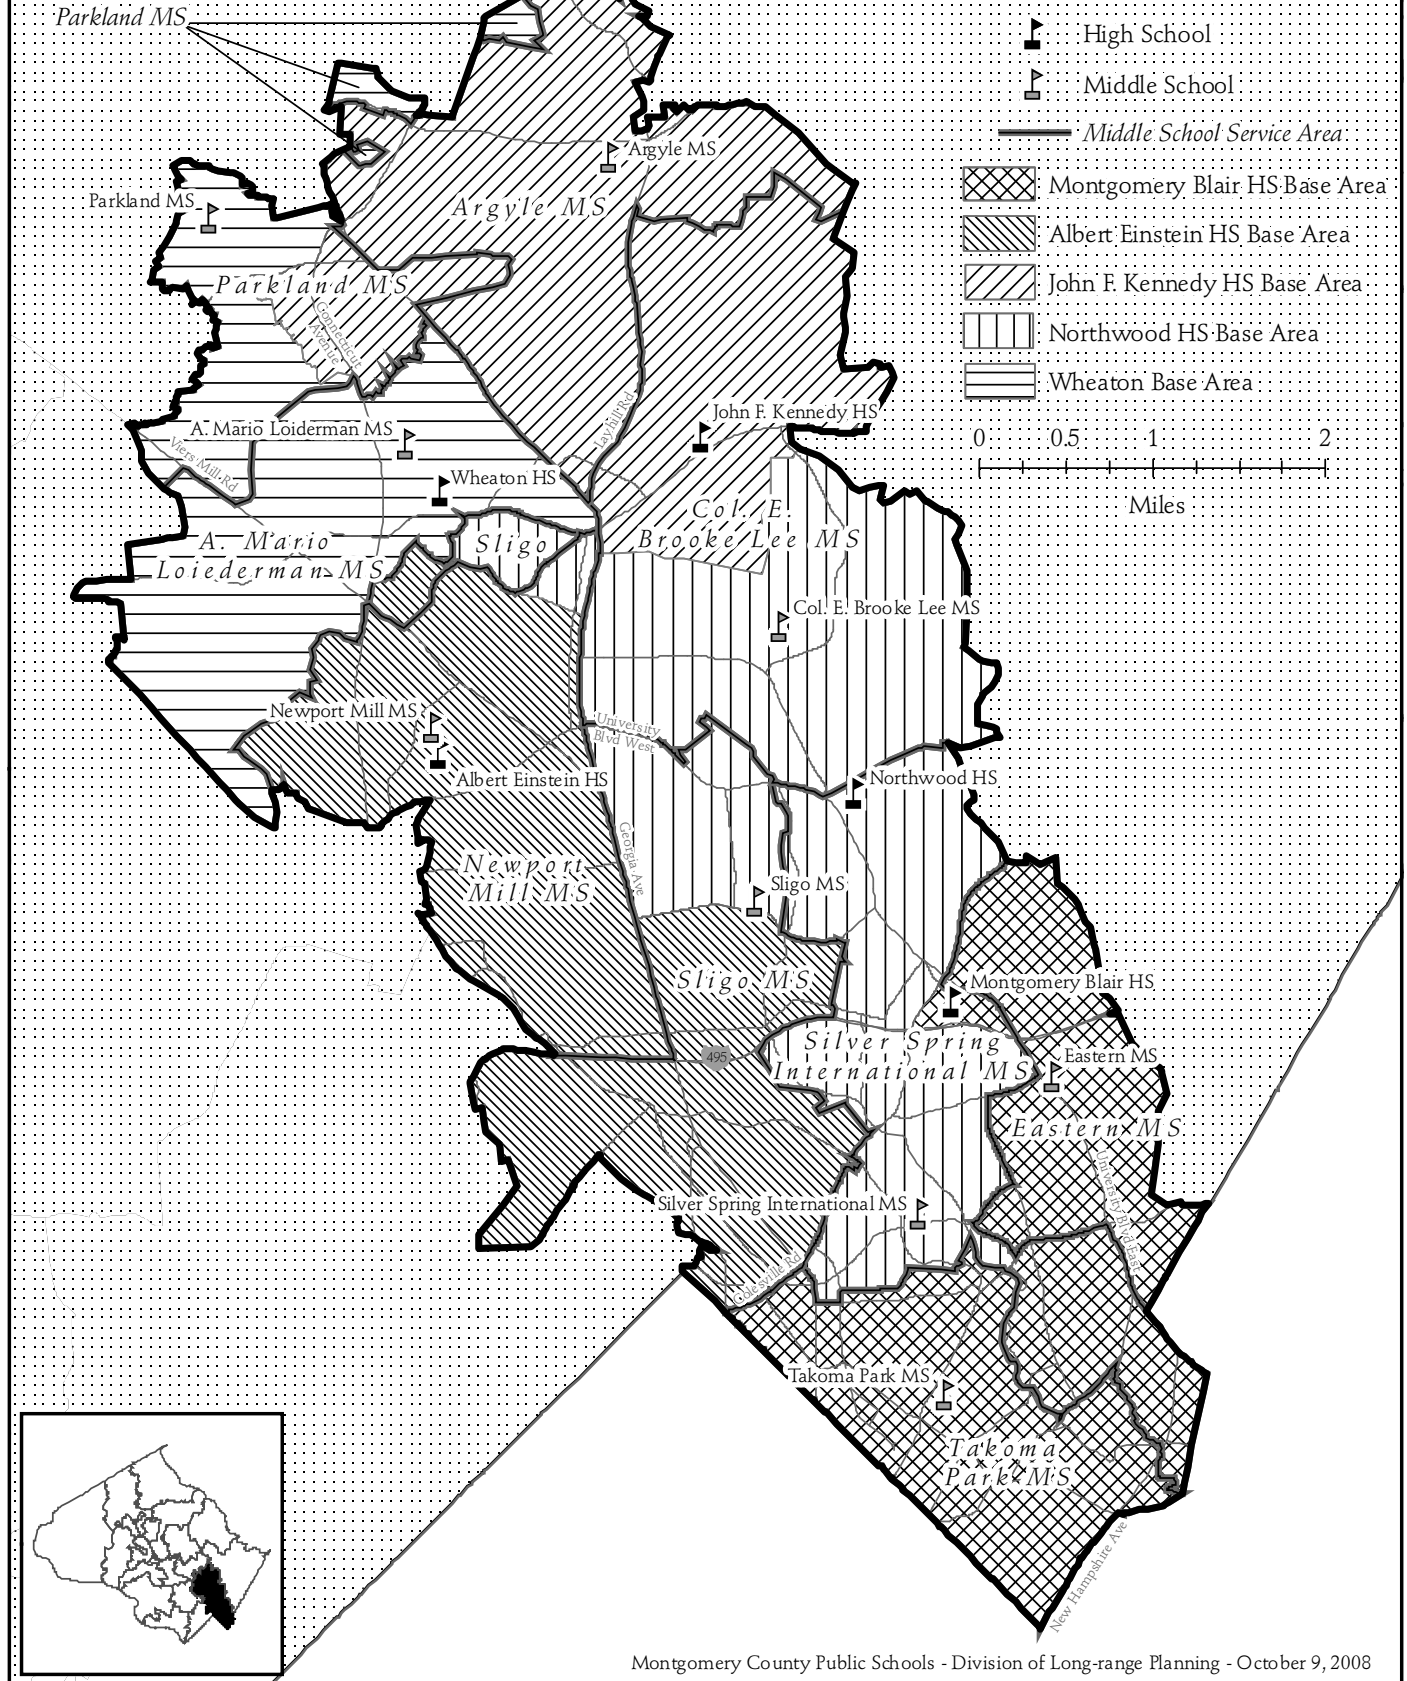 Parkland MS
High School
Middle School
Middle School Service Area
Argyle MS
Montgomery Blair HS Base Area
Parkland MS
Argyle MS
Albert Einstein HS Base Area
Parkland MS
John F. Kennedy HS Base Area
Connecticut
Avenue
Northwood HS Base Area
Wheaton Base Area
Layhill Rd
John F. Kennedy HS
A. Mario Loiderman MS
0 0.5 1 2
Miles
Viers Mill Rd
Wheaton HS
Col. E.
Brooke Lee MS
A. Mario
Loiederman MS
Sligo
Col. E. Brooke Lee MS
Newport Mill MS
University
Blvd West
Albert Einstein HS
Northwood HS
Georgia Ave
Newport
Mill MS
Sligo MS
Sligo MS
Montgomery Blair HS
Silver Spring
International MS
495
Eastern MS
Eastern MS
University Blvd East
Silver Spring International MS
Colesville Rd
Takoma Park MS
Takoma
Park MS
New Hampshire Ave
Montgomery County Public Schools - Division of Long-range Planning - October 9, 2008